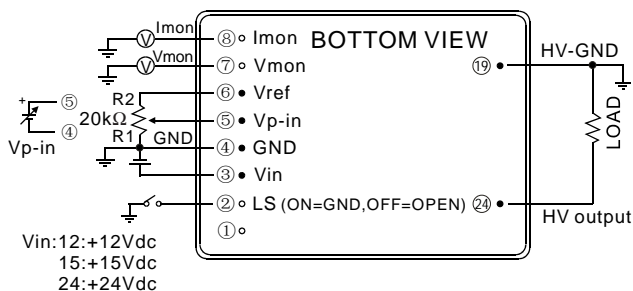 Imon
⑧ Imon
BOTTOM VIEW
HV-GND
V
Vmon
⑦ Vmon
⑲
V
⑥ Vref
R2
+
⑤
20kΩ
⑤ Vp-in
LOAD
④
R1
GND
④ GND
Vp-in
③ Vin
② LS (ON=GND,OFF=OPEN)
㉔
HV output
①
Vin:12:+12Vdc
15:+15Vdc
24:+24Vdc